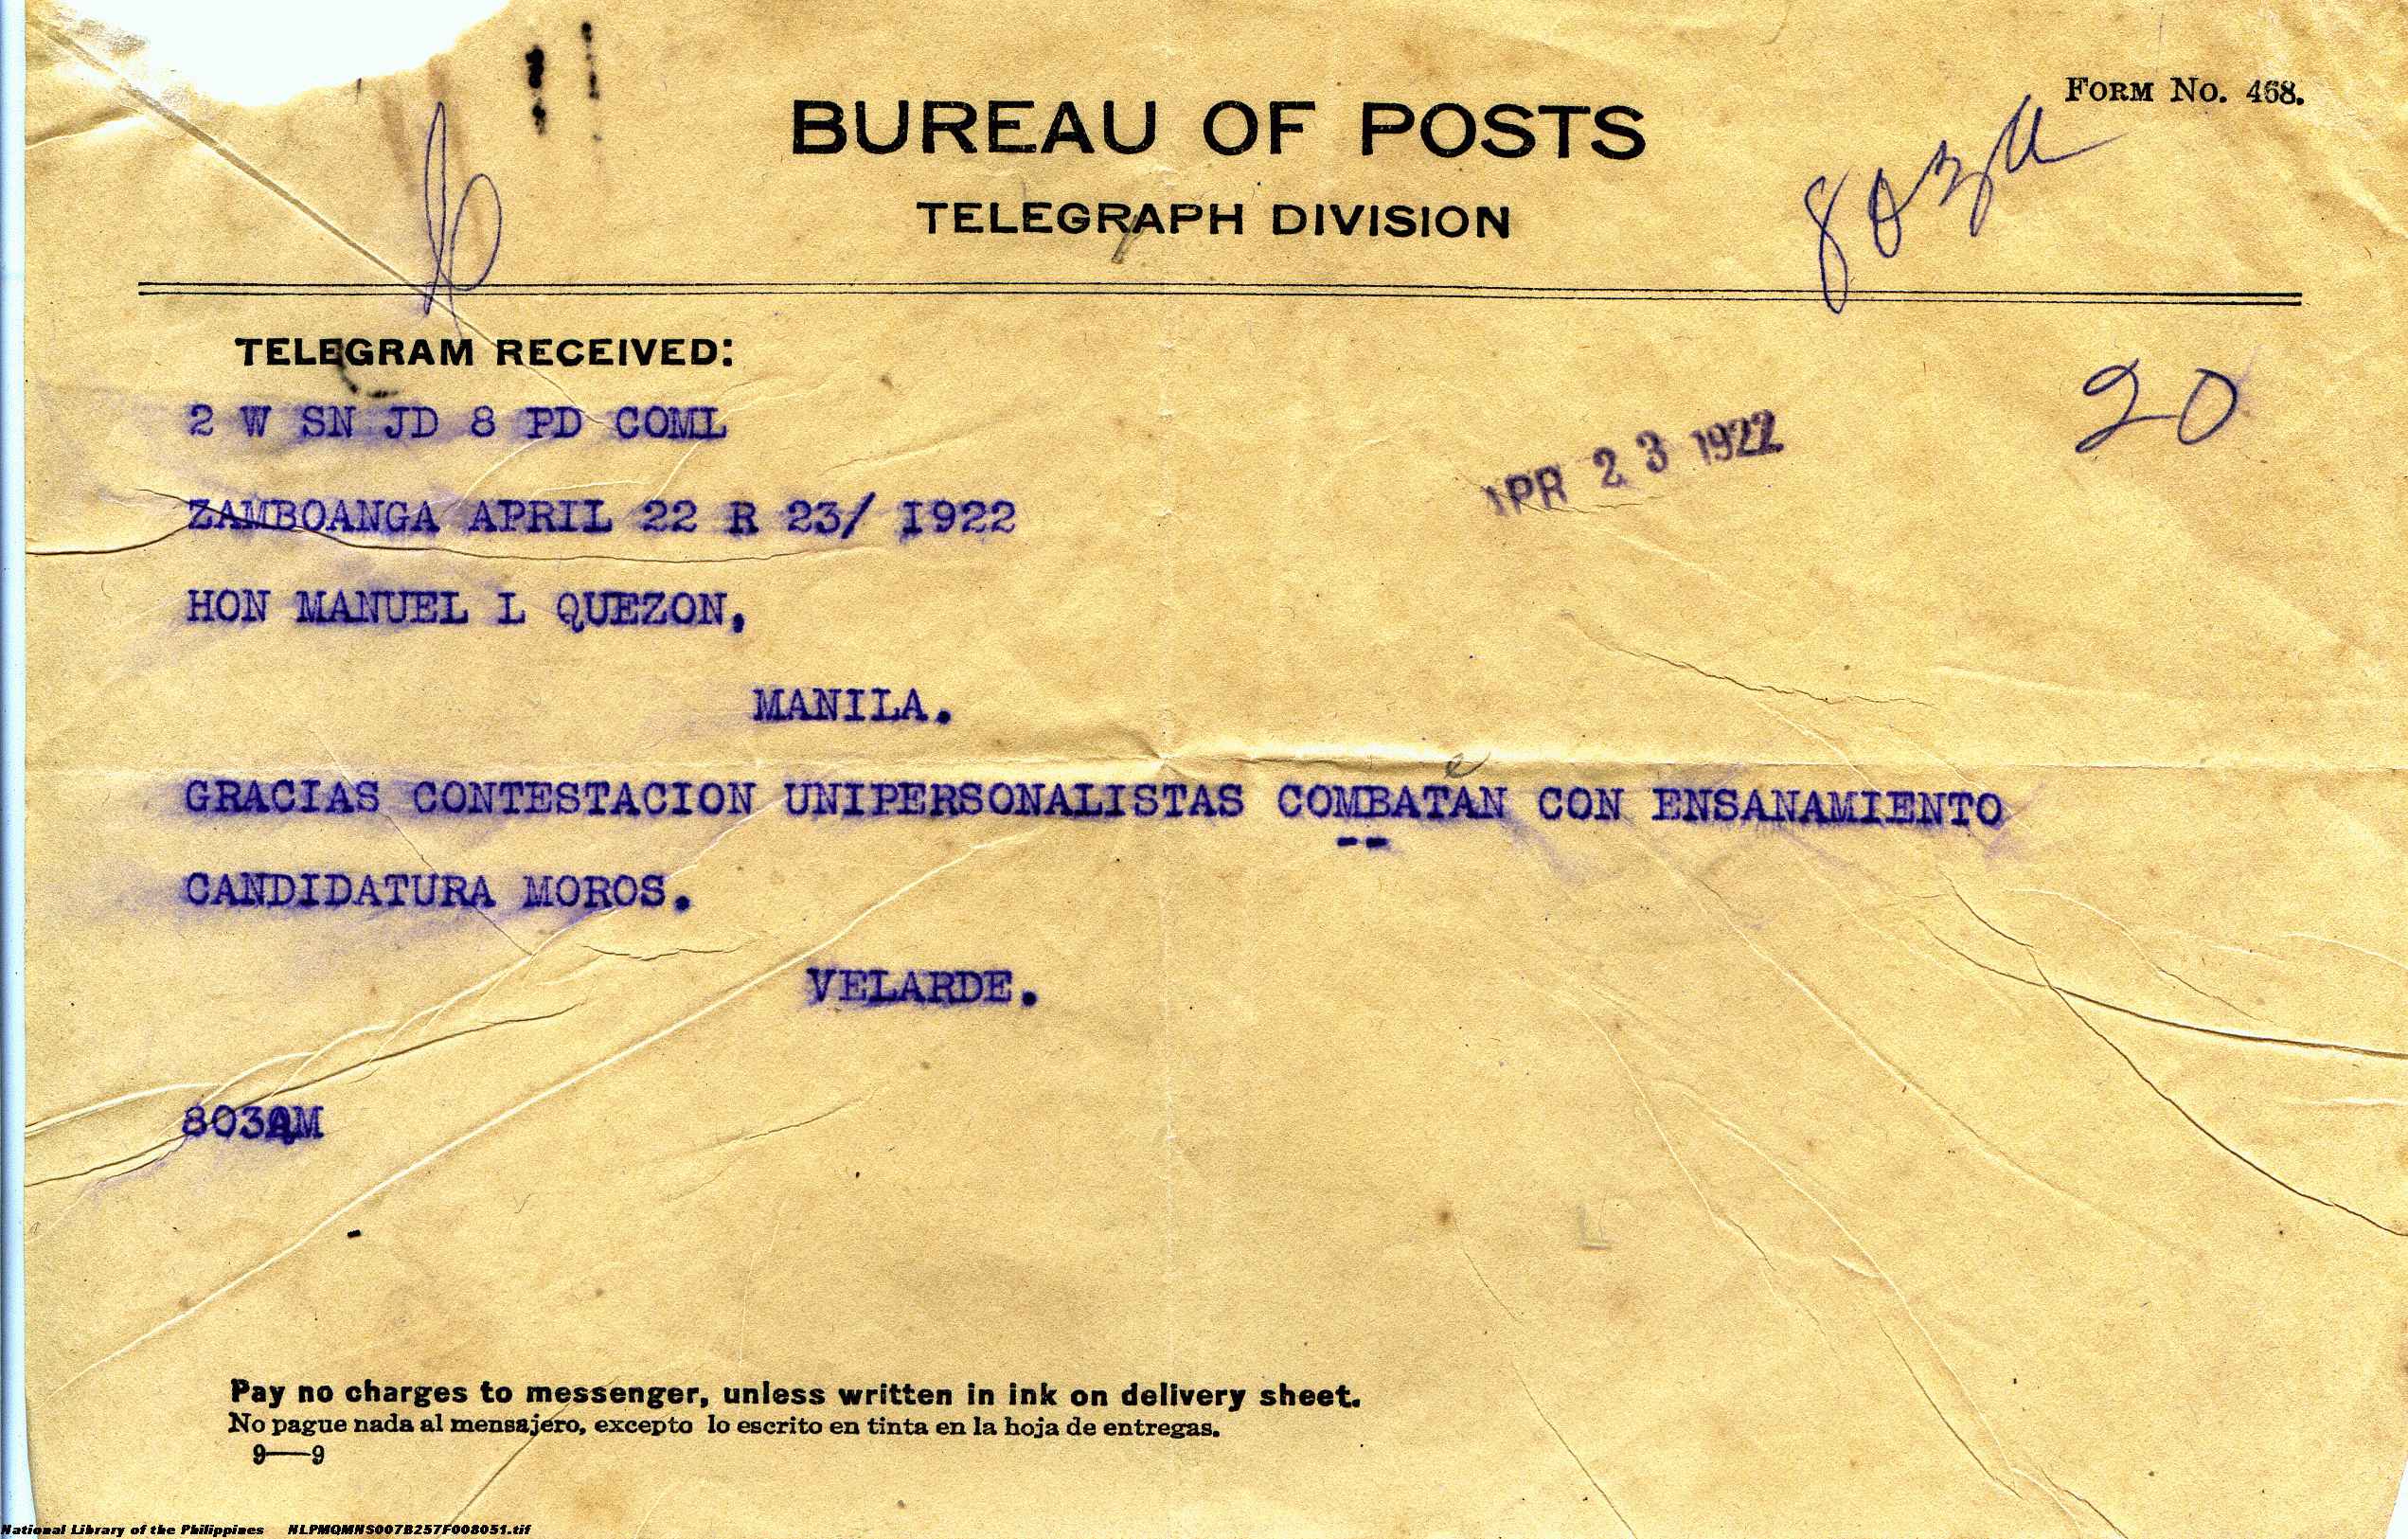 FORM NO. 468.
BUREAU OF POSTS
TELEGRAPH DIVISION
803a
TELEGRAM RECEIVED:
20
2 W SN JD 8 PD COML
APR 23 1922
ZAMBOANGA APRIL 22 R 23/ I922
HON MANUEL L QUEZON,
MANILA.
e
GRACIAS CONTESTACION UNIPERSONALISTAS COMBATAN CON ENSANAMIENTO
--
CANDIDATURA MOROS.
VELARDE.
803AM
Pay no charges to messenger, unless written in ink on delivery sheet.
No pague nada al mensajero, excepto lo escrito en tinta en la hoja de entregas.
9—9
National Library of the Philippines NLPMQMNS007B257F008051.tif